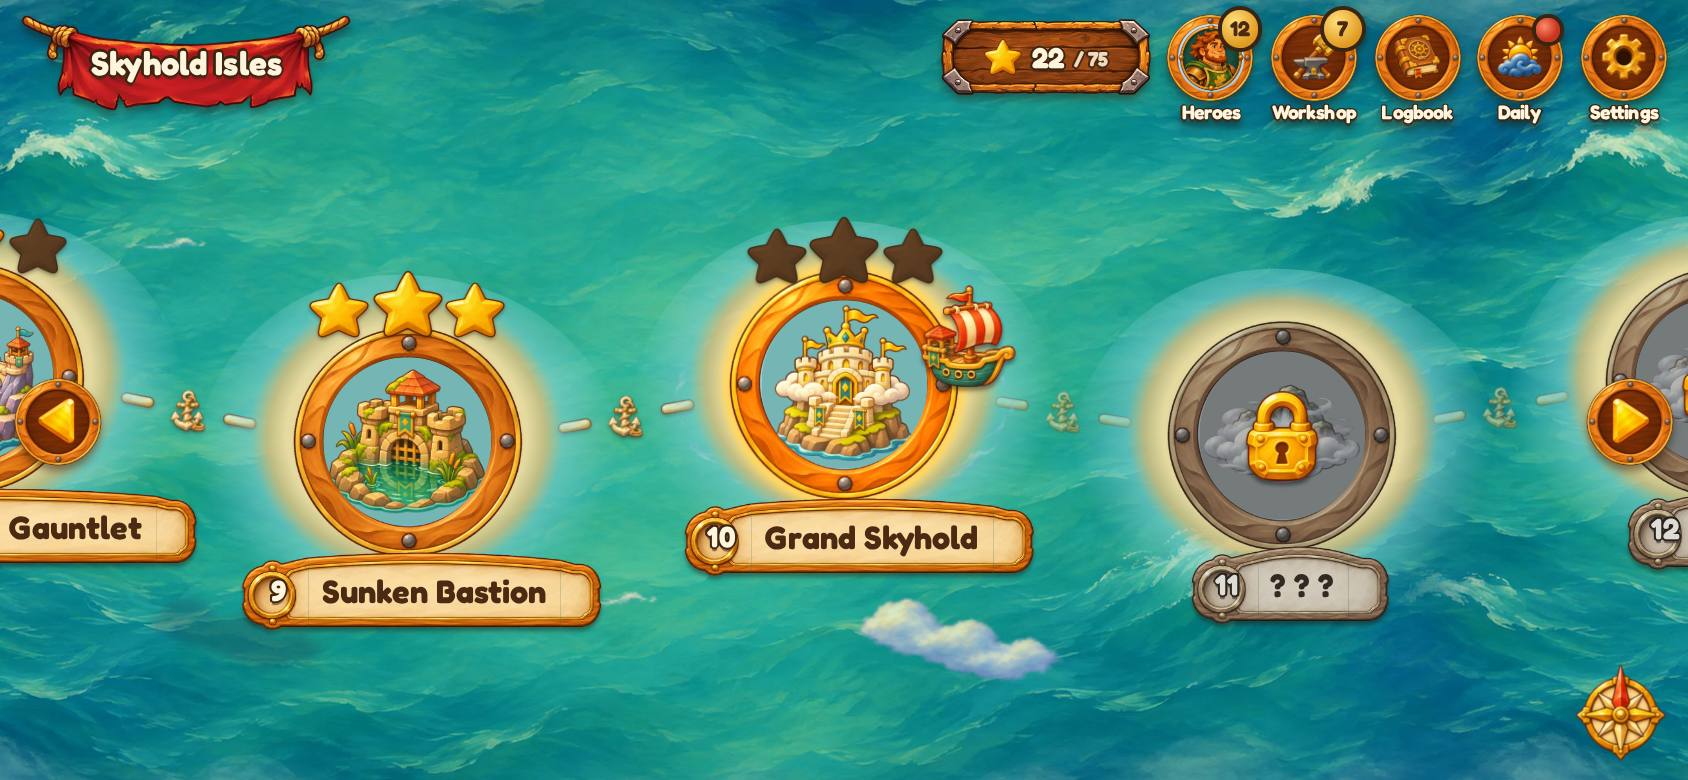 Skyhold Isles
22 / 75
12
7
Heroes
Workshop
Logbook
Daily
Settings
Gauntlet
9 Sunken Bastion
10 Grand Skyhold
11 ? ? ?
12